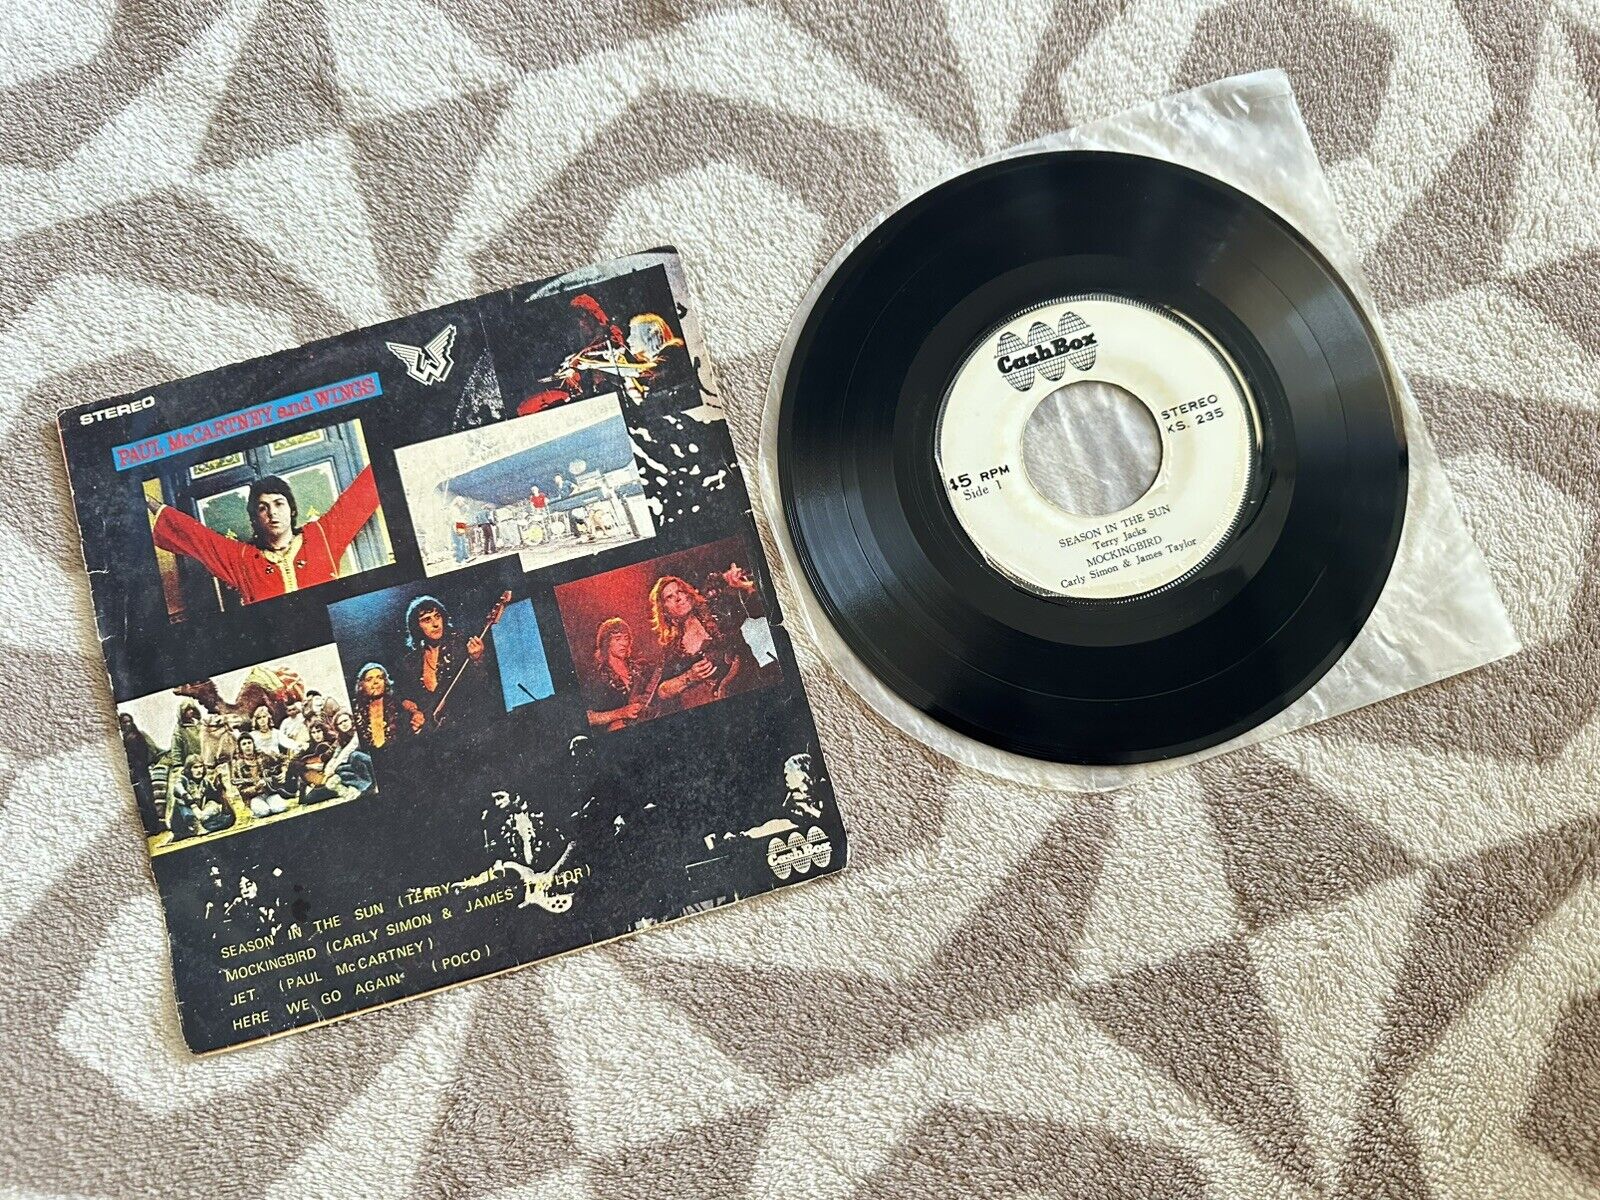 STEREO
PAUL McCARTNEY and WINGS
W
CashBox
SEASON IN THE SUN (TERRY JACK)
MOCKINGBIRD (CARLY SIMON & JAMES TAYLOR)
JET. (PAUL McCARTNEY)
HERE WE GO AGAIN (POCO)
CashBox
STEREO
KS. 235
45 RPM
Side 1
SEASON IN THE SUN
Terry Jacks
MOCKINGBIRD
Carly Simon & James Taylor